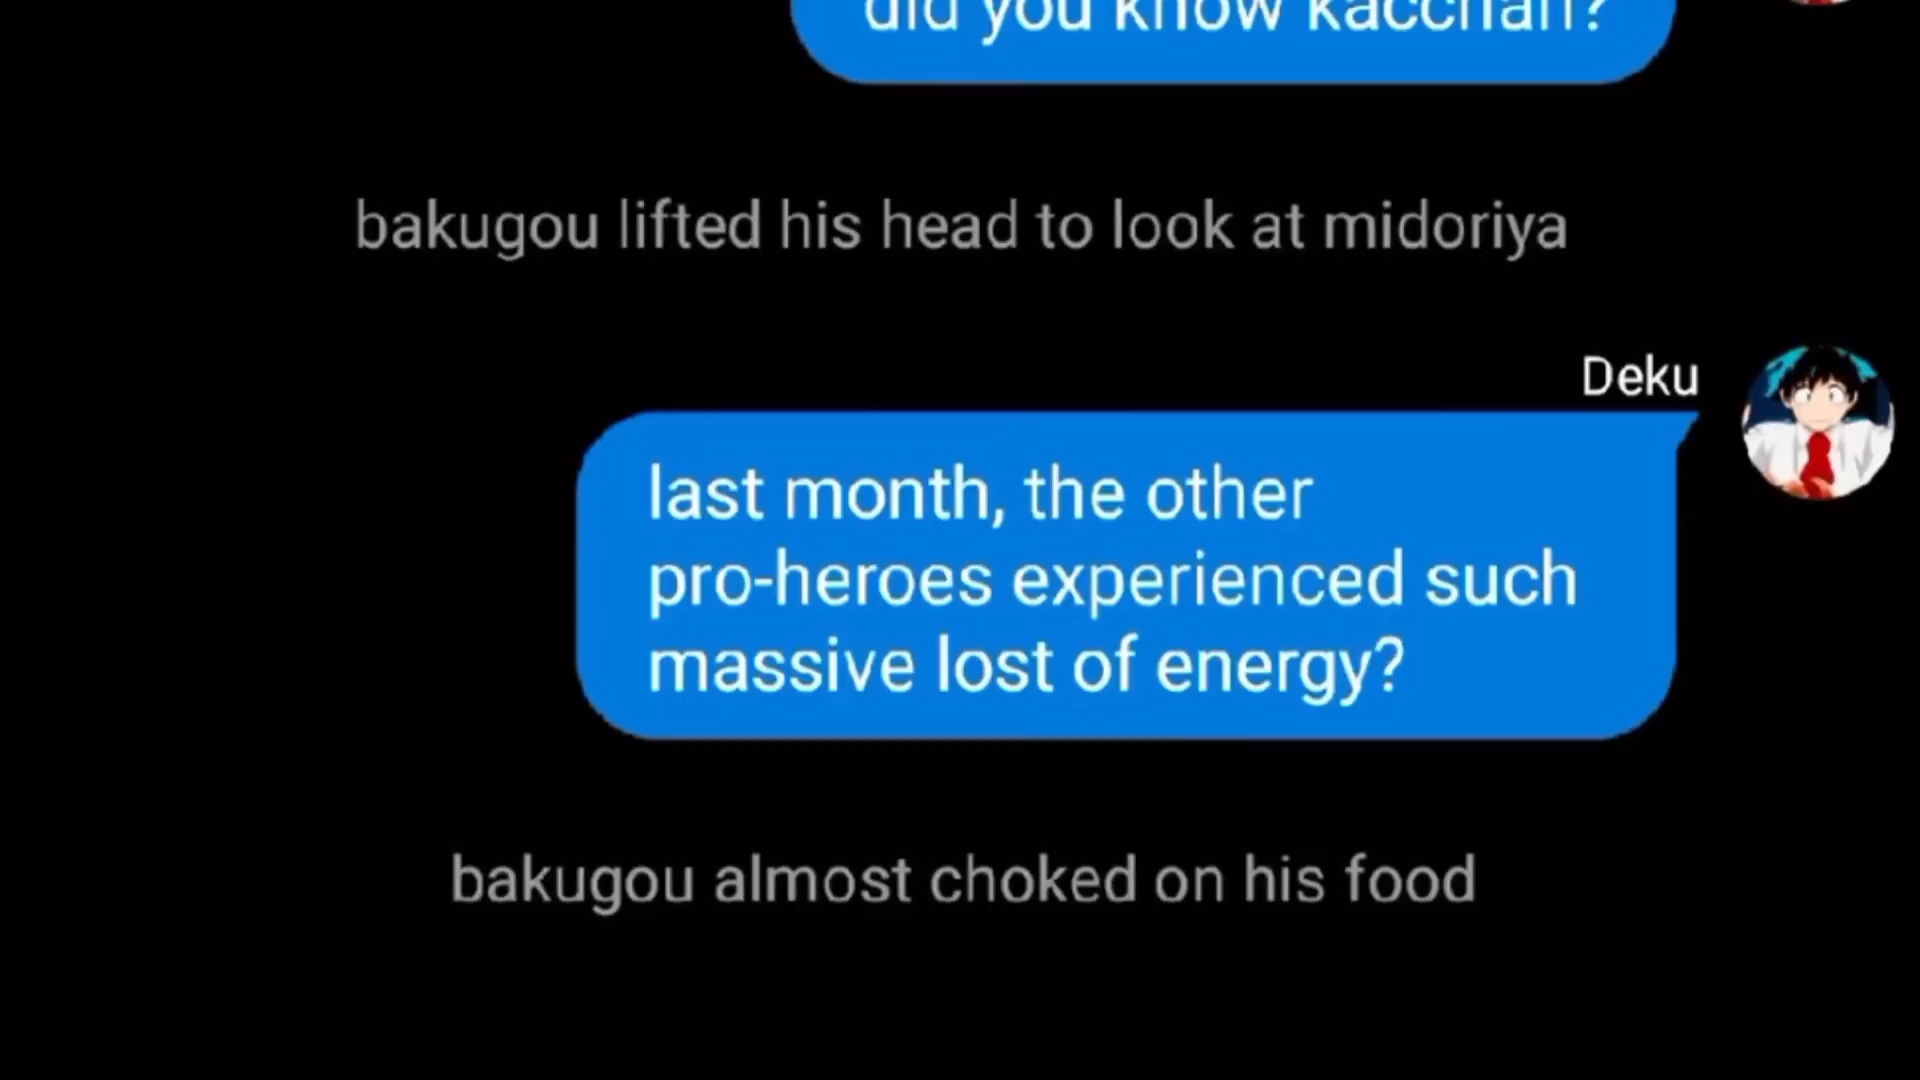 did you know kacchan?
bakugou lifted his head to look at midoriya
Deku
last month, the other
pro-heroes experienced such
massive lost of energy?
bakugou almost choked on his food